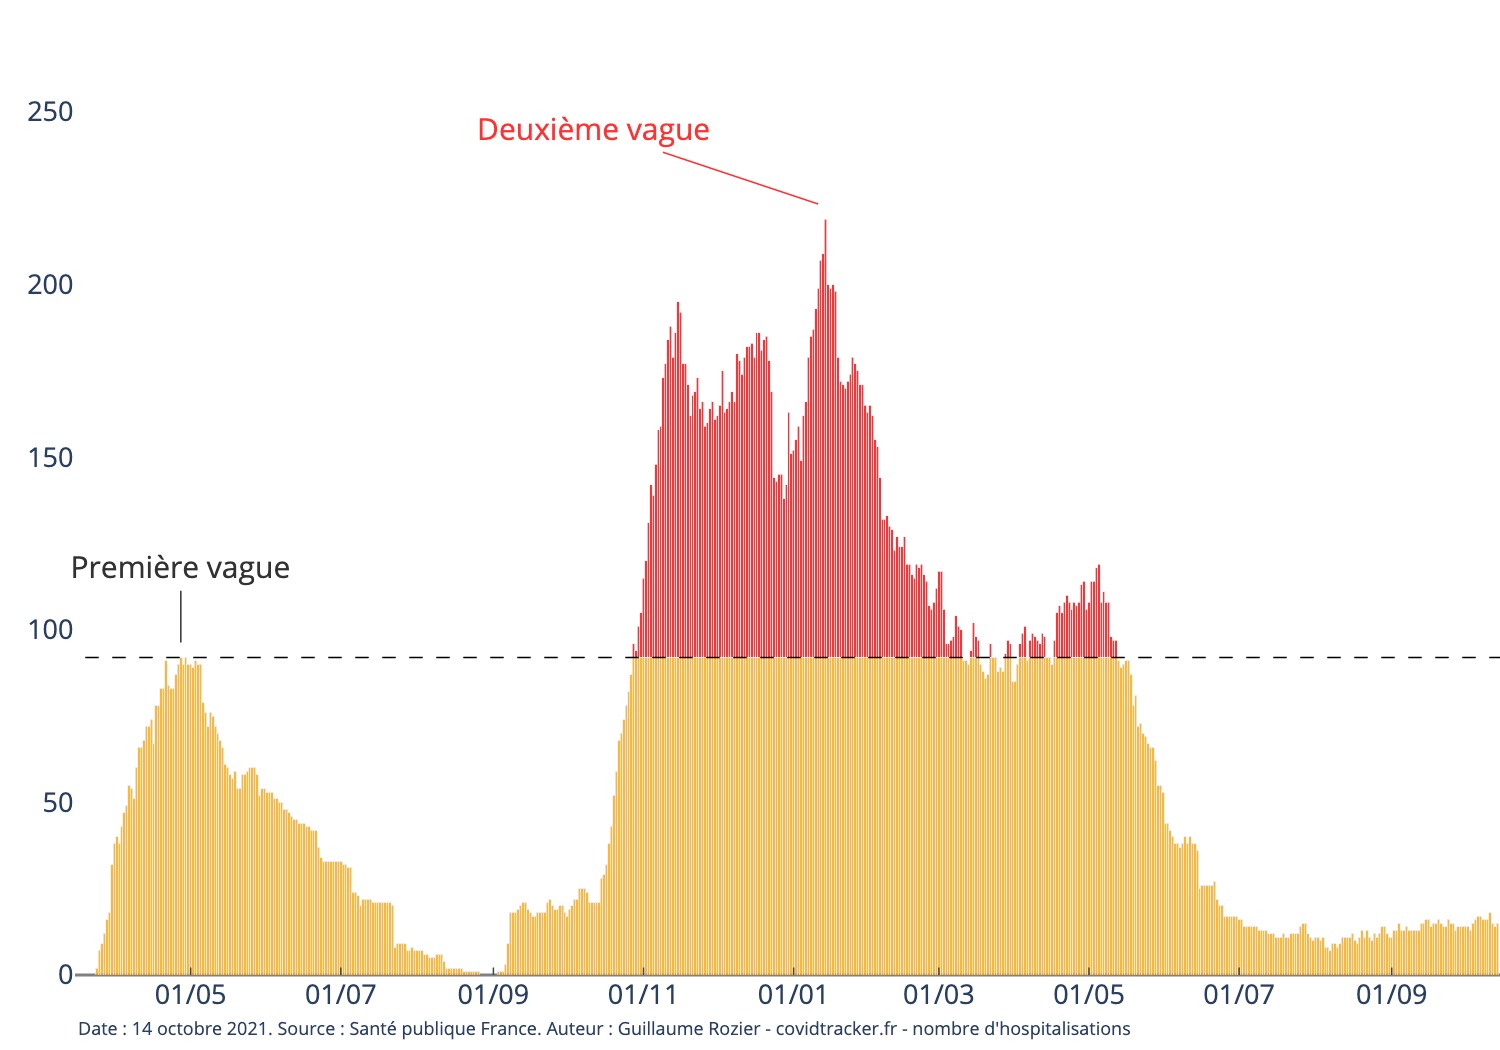 250
Deuxième vague
200
150
Première vague
100
50
0
01/05 01/07 01/09 01/11 01/01 01/03 01/05 01/07 01/09
Date : 14 octobre 2021. Source : Santé publique France. Auteur : Guillaume Rozier - covidtracker.fr - nombre d'hospitalisations